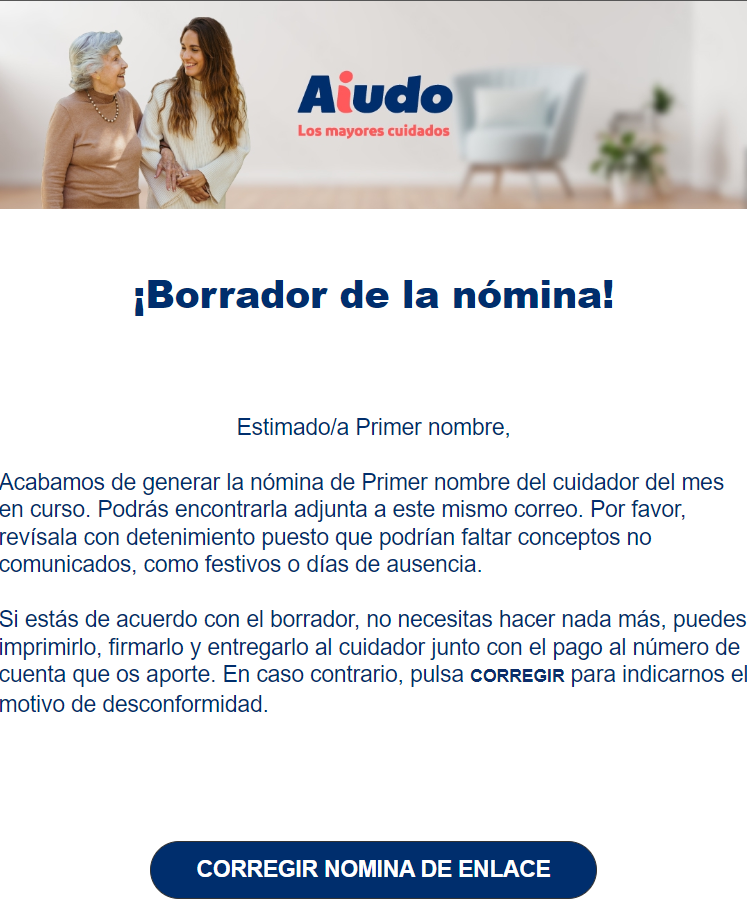 Aiudo
Los mayores cuidados
¡Borrador de la nómina!
Estimado/a Primer nombre,
Acabamos de generar la nómina de Primer nombre del cuidador del mes
en curso. Podrás encontrarla adjunta a este mismo correo. Por favor,
revísala con detenimiento puesto que podrían faltar conceptos no
comunicados, como festivos o días de ausencia.
Si estás de acuerdo con el borrador, no necesitas hacer nada más, puedes
imprimirlo, firmarlo y entregarlo al cuidador junto con el pago al número de
cuenta que os aporte. En caso contrario, pulsa CORREGIR para indicarnos el
motivo de desconformidad.
CORREGIR NOMINA DE ENLACE